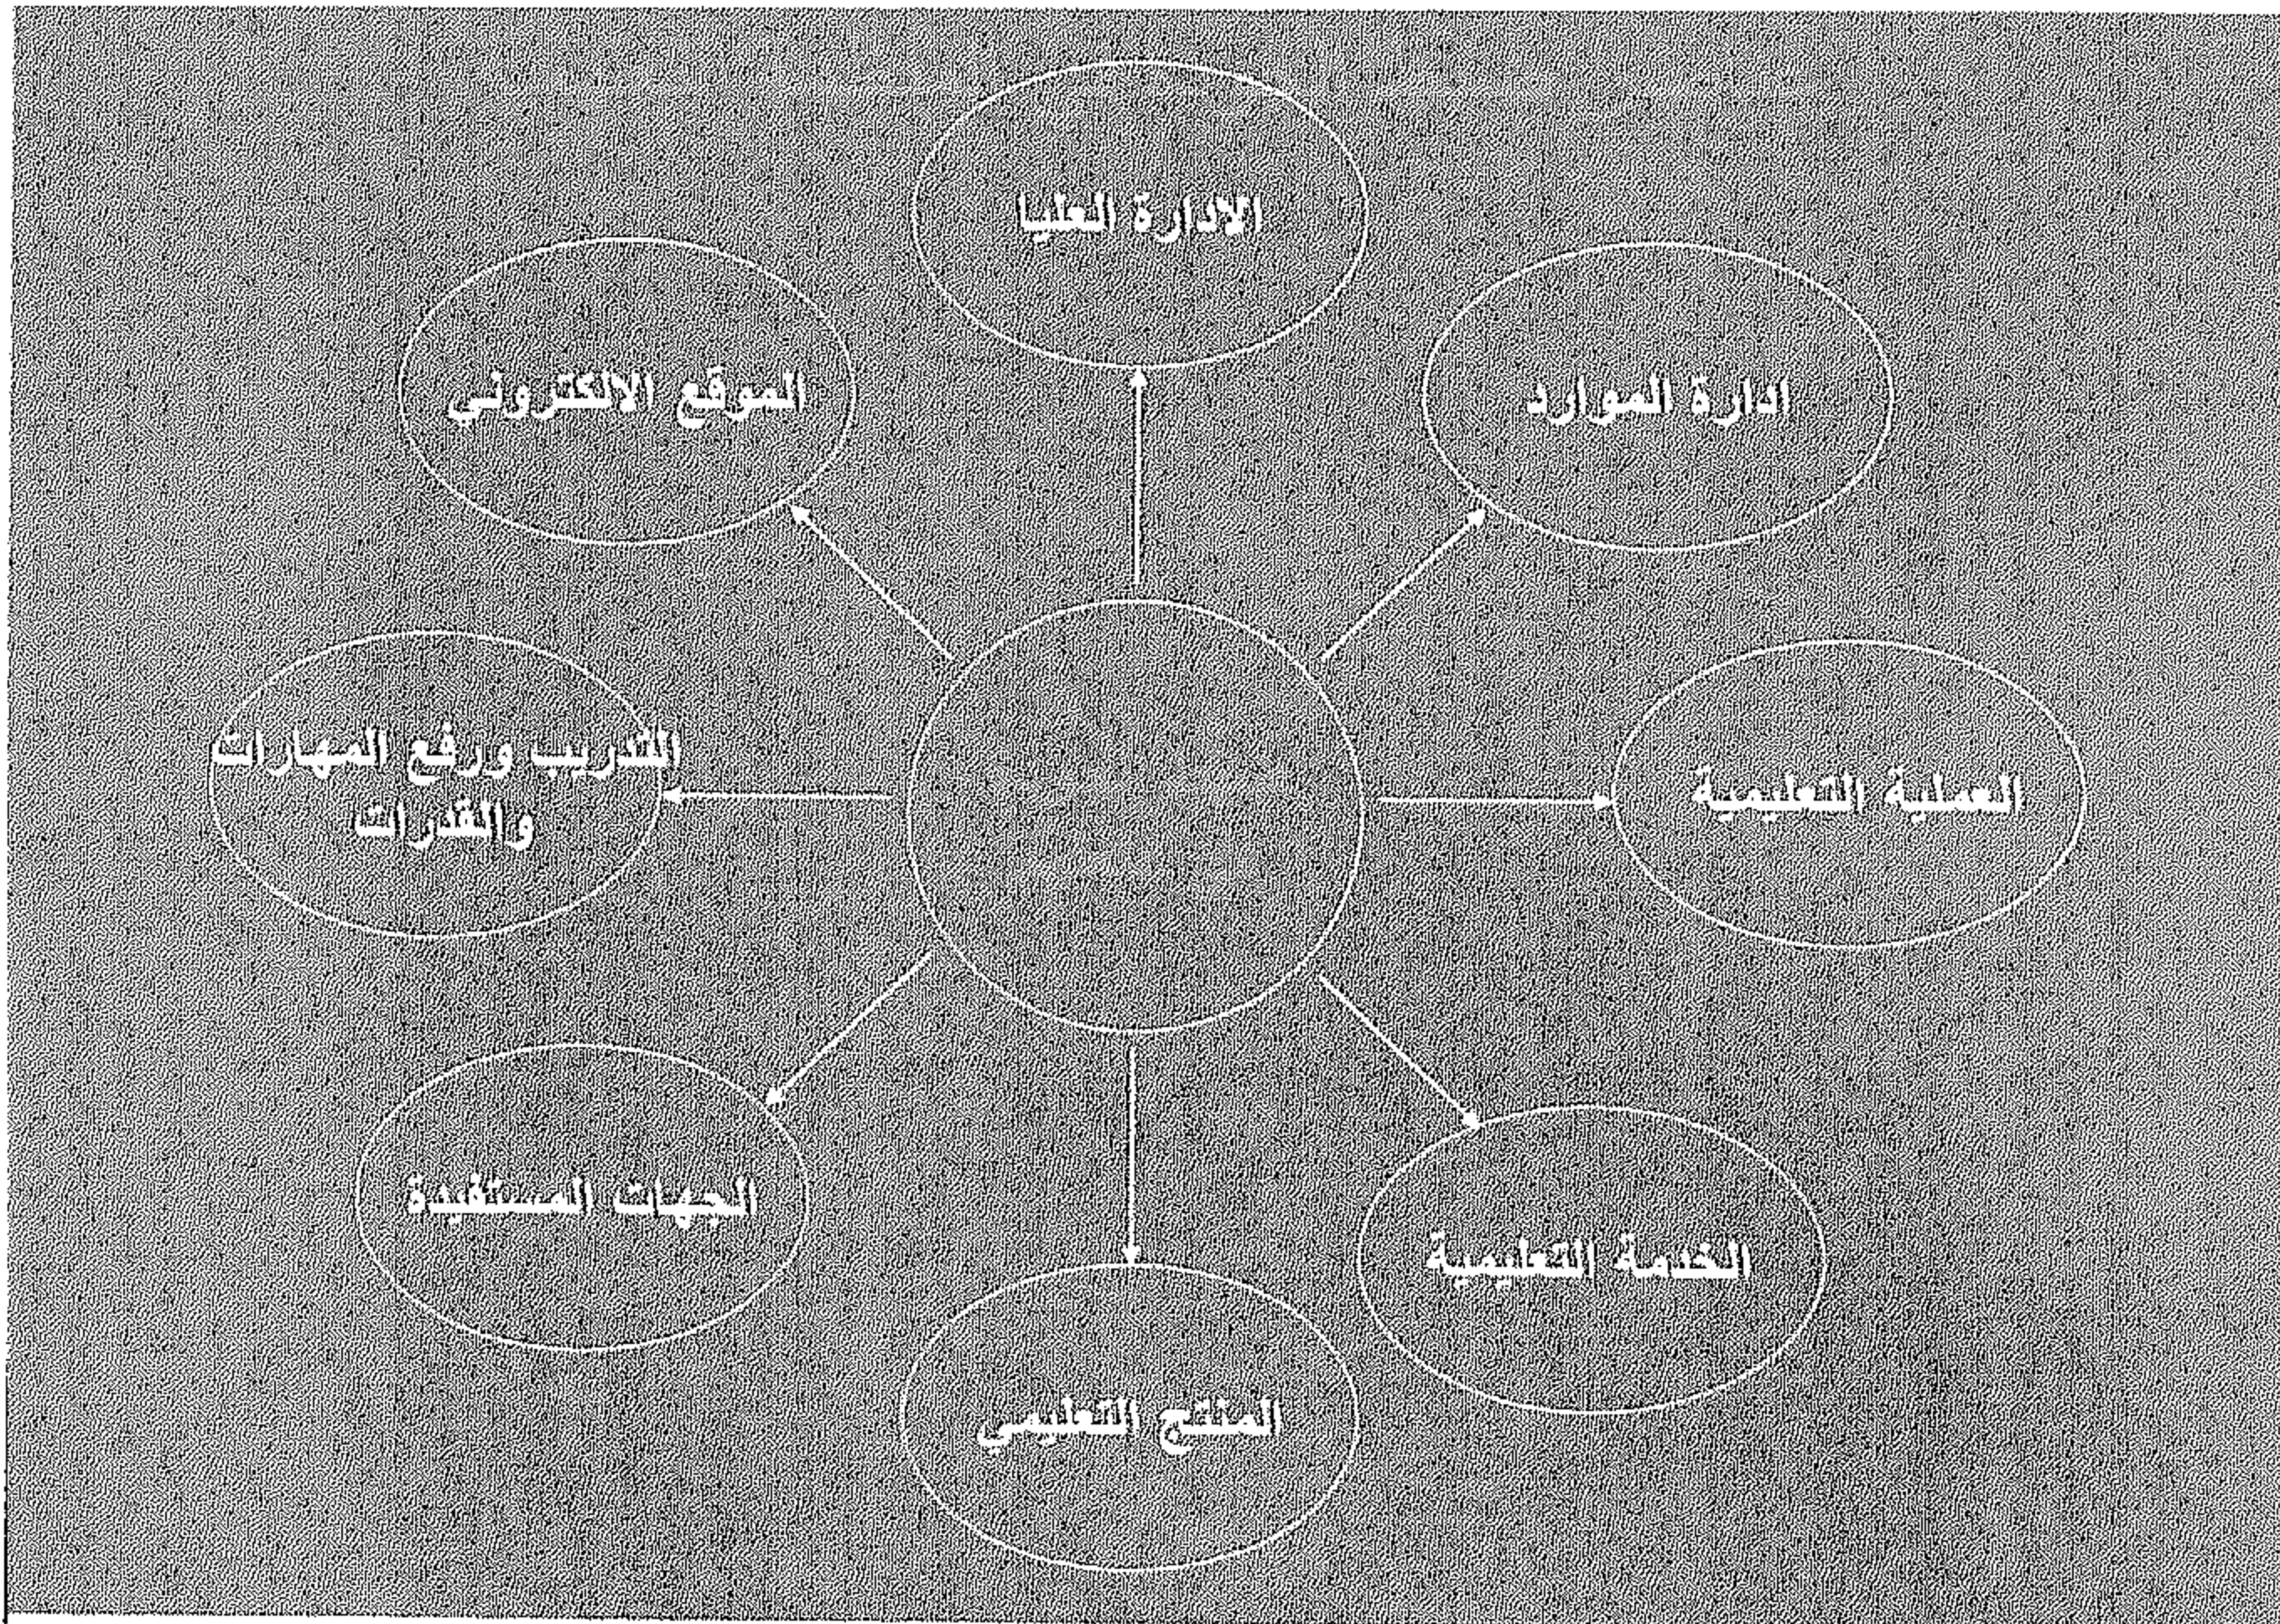 الادارة العليا
الموقع الالكتروني
ادارة الموارد
التدريب ورفع المهارات
والقدرات
العملية التعليمية
الجهات المستفيدة
الخدمة التعليمية
المنتج التعليمي